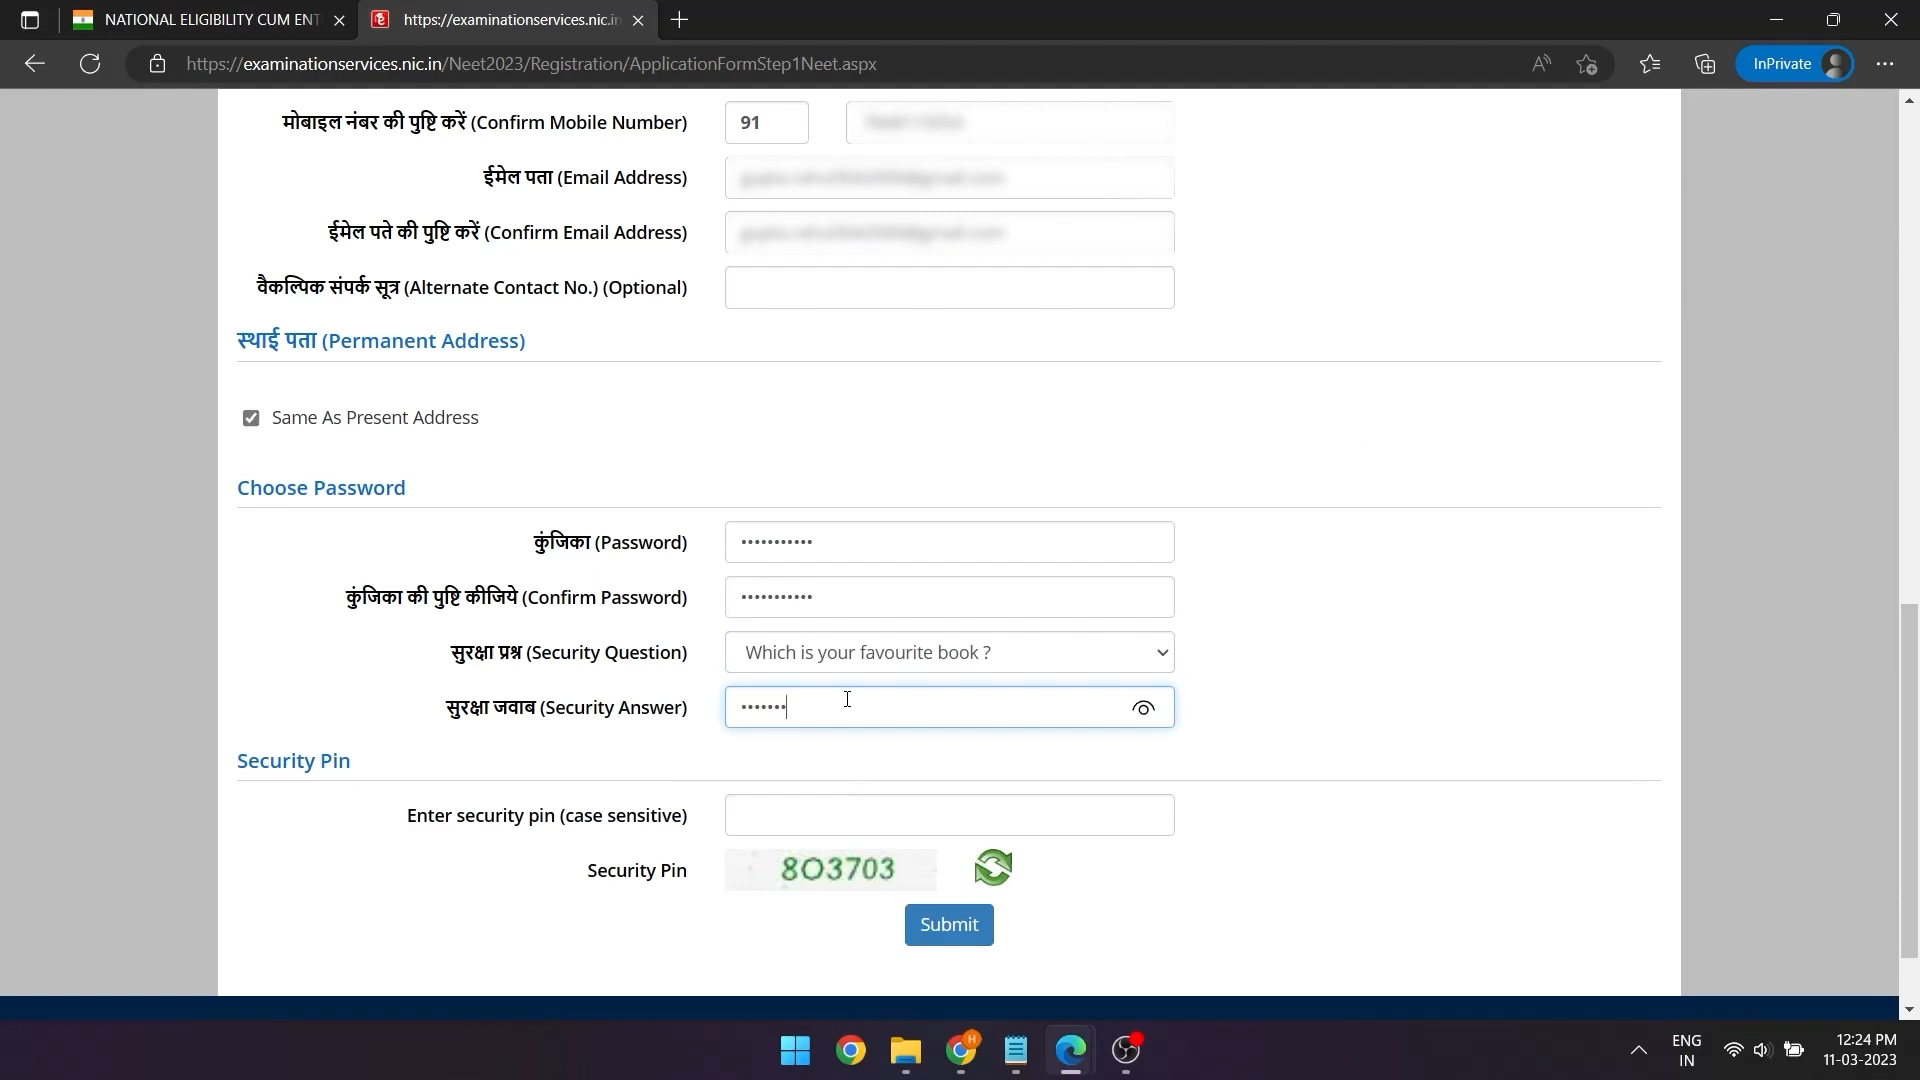 NATIONAL ELIGIBILITY CUM ENT
https://examinationservices.nic.in
https://examinationservices.nic.in/Neet2023/Registration/ApplicationFormStep1Neet.aspx
InPrivate
मोबाइल नंबर की पुष्टि करें (Confirm Mobile Number) 91
ईमेल पता (Email Address)
ईमेल पते की पुष्टि करें (Confirm Email Address)
वैकल्पिक संपर्क सूत्र (Alternate Contact No.) (Optional)
स्थाई पता (Permanent Address)
Same As Present Address
Choose Password
कुंजिका (Password) •••••••••••
कुंजिका की पुष्टि कीजिये (Confirm Password) •••••••••••
सुरक्षा प्रश्न (Security Question) Which is your favourite book ?
सुरक्षा जवाब (Security Answer) •••••••
Security Pin
Enter security pin (case sensitive)
Security Pin 803703
Submit
H
ENG
IN
12:24 PM
11-03-2023